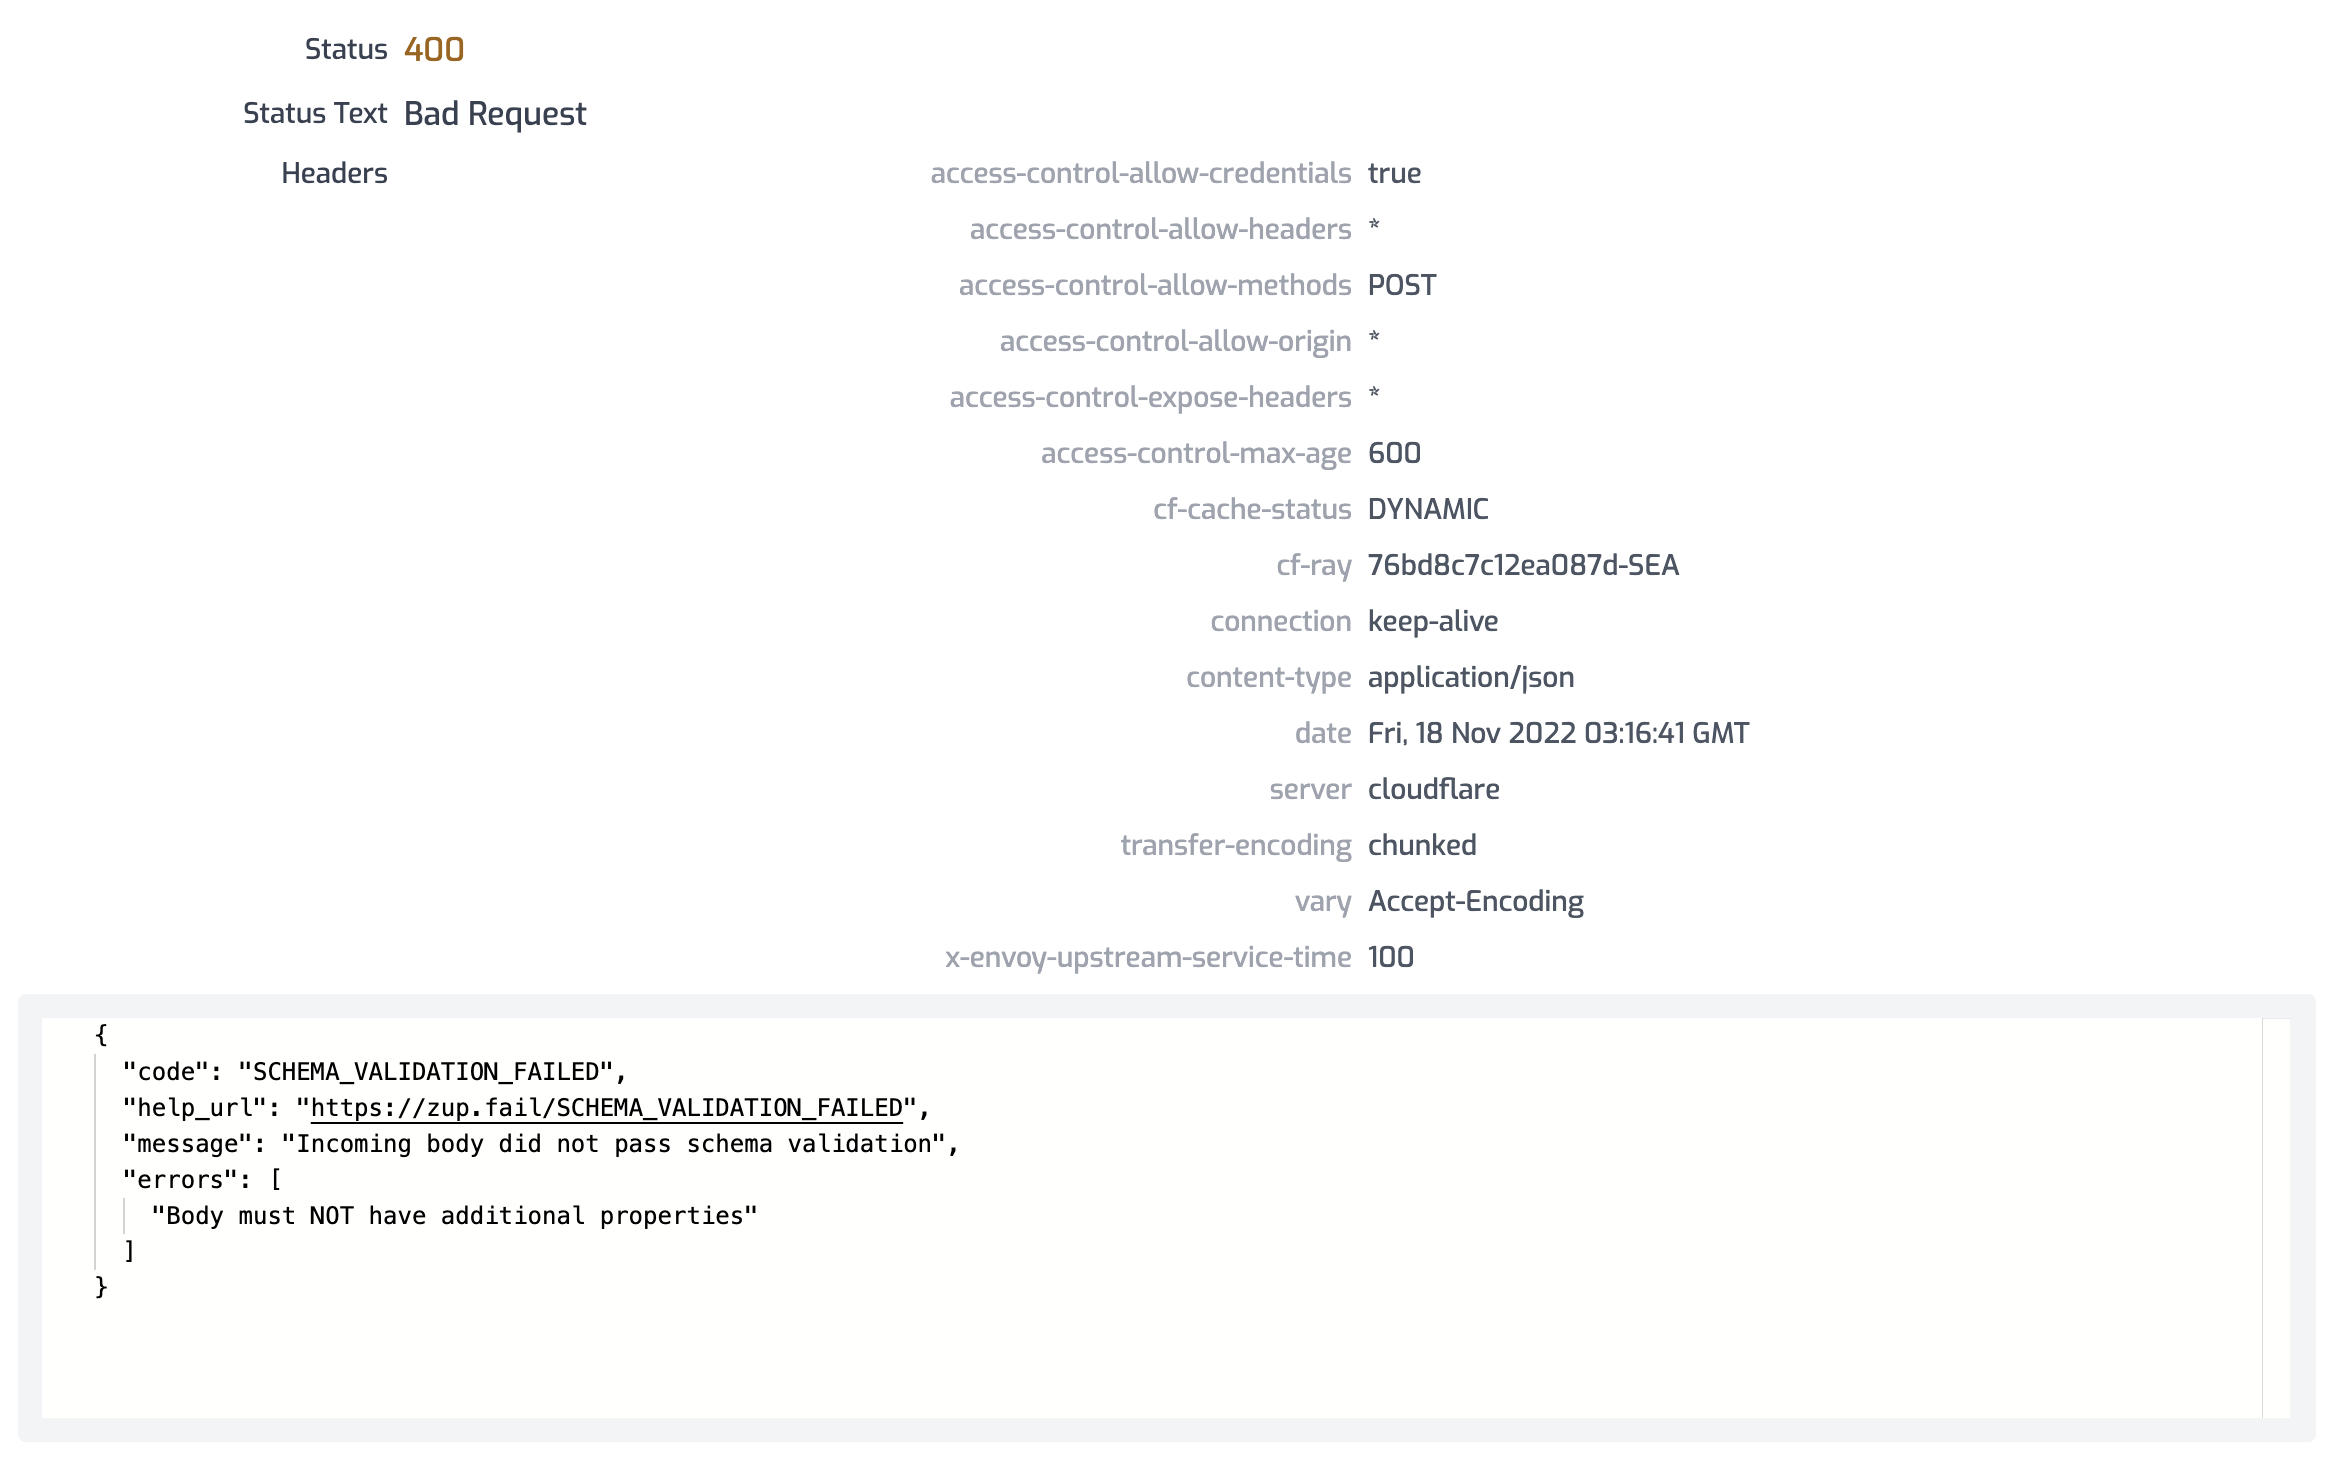 Status 400
Status Text Bad Request
Headers access-control-allow-credentials true
access-control-allow-headers *
access-control-allow-methods POST
access-control-allow-origin *
access-control-expose-headers *
access-control-max-age 600
cf-cache-status DYNAMIC
cf-ray 76bd8c7c12ea087d-SEA
connection keep-alive
content-type application/json
date Fri, 18 Nov 2022 03:16:41 GMT
server cloudflare
transfer-encoding chunked
vary Accept-Encoding
x-envoy-upstream-service-time 100
{
"code": "SCHEMA_VALIDATION_FAILED",
"help_url": "https://zup.fail/SCHEMA_VALIDATION_FAILED",
"message": "Incoming body did not pass schema validation",
"errors": [
"Body must NOT have additional properties"
]
}